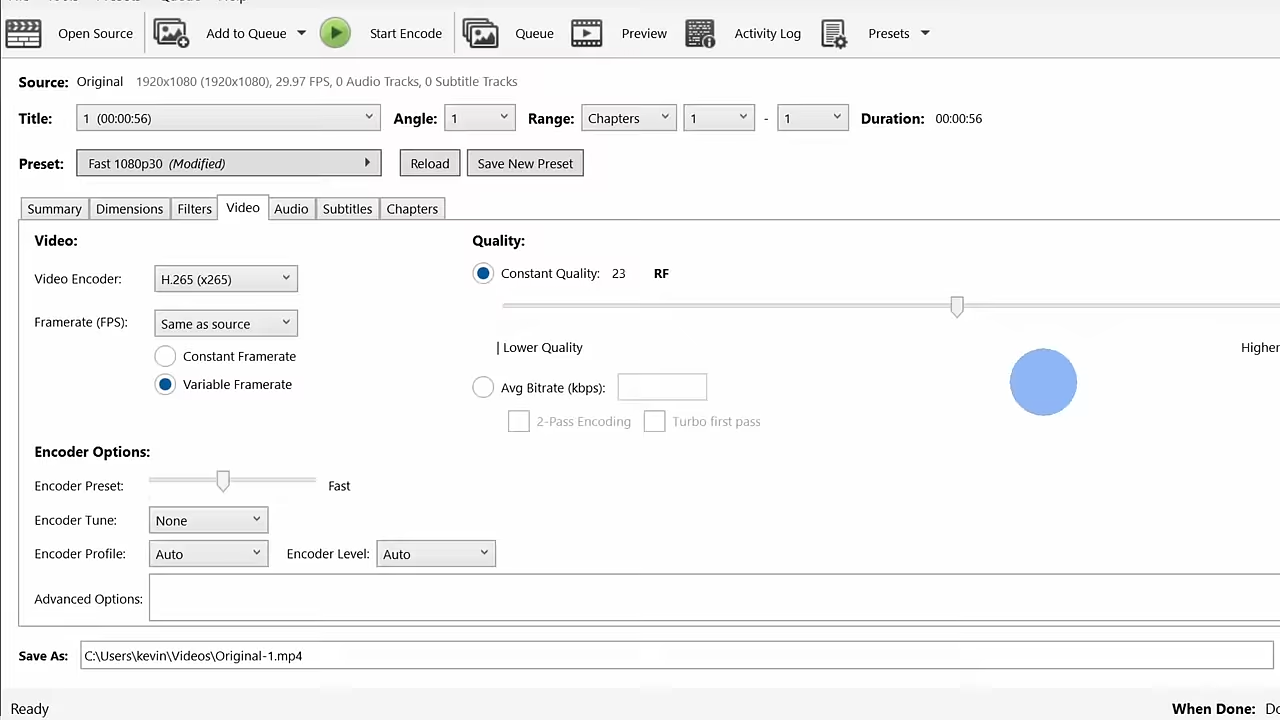 Open Source
Add to Queue
Start Encode
Queue
Preview
Activity Log
Presets
Source: Original 1920x1080 (1920x1080), 29.97 FPS, 0 Audio Tracks, 0 Subtitle Tracks
Title: 1 (00:00:56) Angle: 1 Range: Chapters 1 - 1 Duration: 00:00:56
Preset: Fast 1080p30 (Modified) Reload Save New Preset
Summary Dimensions Filters Video Audio Subtitles Chapters
Video:
Video Encoder: H.265 (x265)
Framerate (FPS): Same as source
Constant Framerate
Variable Framerate
Quality:
Constant Quality: 23 RF
| Lower Quality Higher
Avg Bitrate (kbps):
2-Pass Encoding Turbo first pass
Encoder Options:
Encoder Preset: Fast
Encoder Tune: None
Encoder Profile: Auto Encoder Level: Auto
Advanced Options:
Save As: C:\Users\kevin\Videos\Original-1.mp4
Ready When Done: